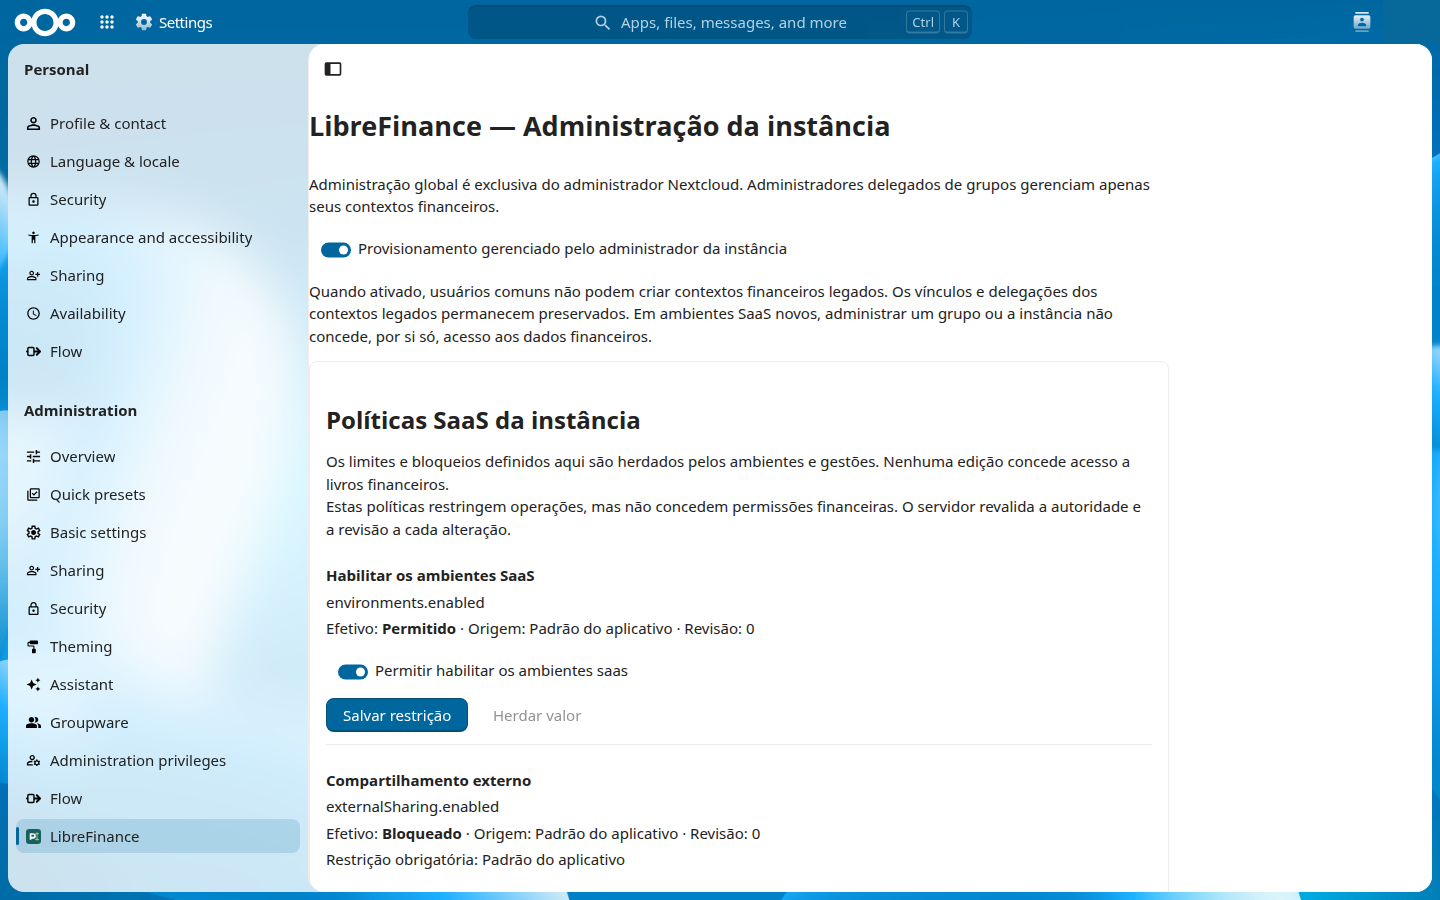 Settings
Apps, files, messages, and more
Ctrl
K
Personal
Profile & contact
Language & locale
Security
Appearance and accessibility
Sharing
Availability
Flow
Administration
Overview
Quick presets
Basic settings
Sharing
Security
Theming
Assistant
Groupware
Administration privileges
Flow
LibreFinance
LibreFinance — Administração da instância
Administração global é exclusiva do administrador Nextcloud. Administradores delegados de grupos gerenciam apenas
seus contextos financeiros.
Provisionamento gerenciado pelo administrador da instância
Quando ativado, usuários comuns não podem criar contextos financeiros legados. Os vínculos e delegações dos
contextos legados permanecem preservados. Em ambientes SaaS novos, administrar um grupo ou a instância não
concede, por si só, acesso aos dados financeiros.
Políticas SaaS da instância
Os limites e bloqueios definidos aqui são herdados pelos ambientes e gestões. Nenhuma edição concede acesso a
livros financeiros.
Estas políticas restringem operações, mas não concedem permissões financeiras. O servidor revalida a autoridade e
a revisão a cada alteração.
Habilitar os ambientes SaaS
environments.enabled
Efetivo: Permitido · Origem: Padrão do aplicativo · Revisão: 0
Permitir habilitar os ambientes saas
Salvar restrição
Herdar valor
Compartilhamento externo
externalSharing.enabled
Efetivo: Bloqueado · Origem: Padrão do aplicativo · Revisão: 0
Restrição obrigatória: Padrão do aplicativo